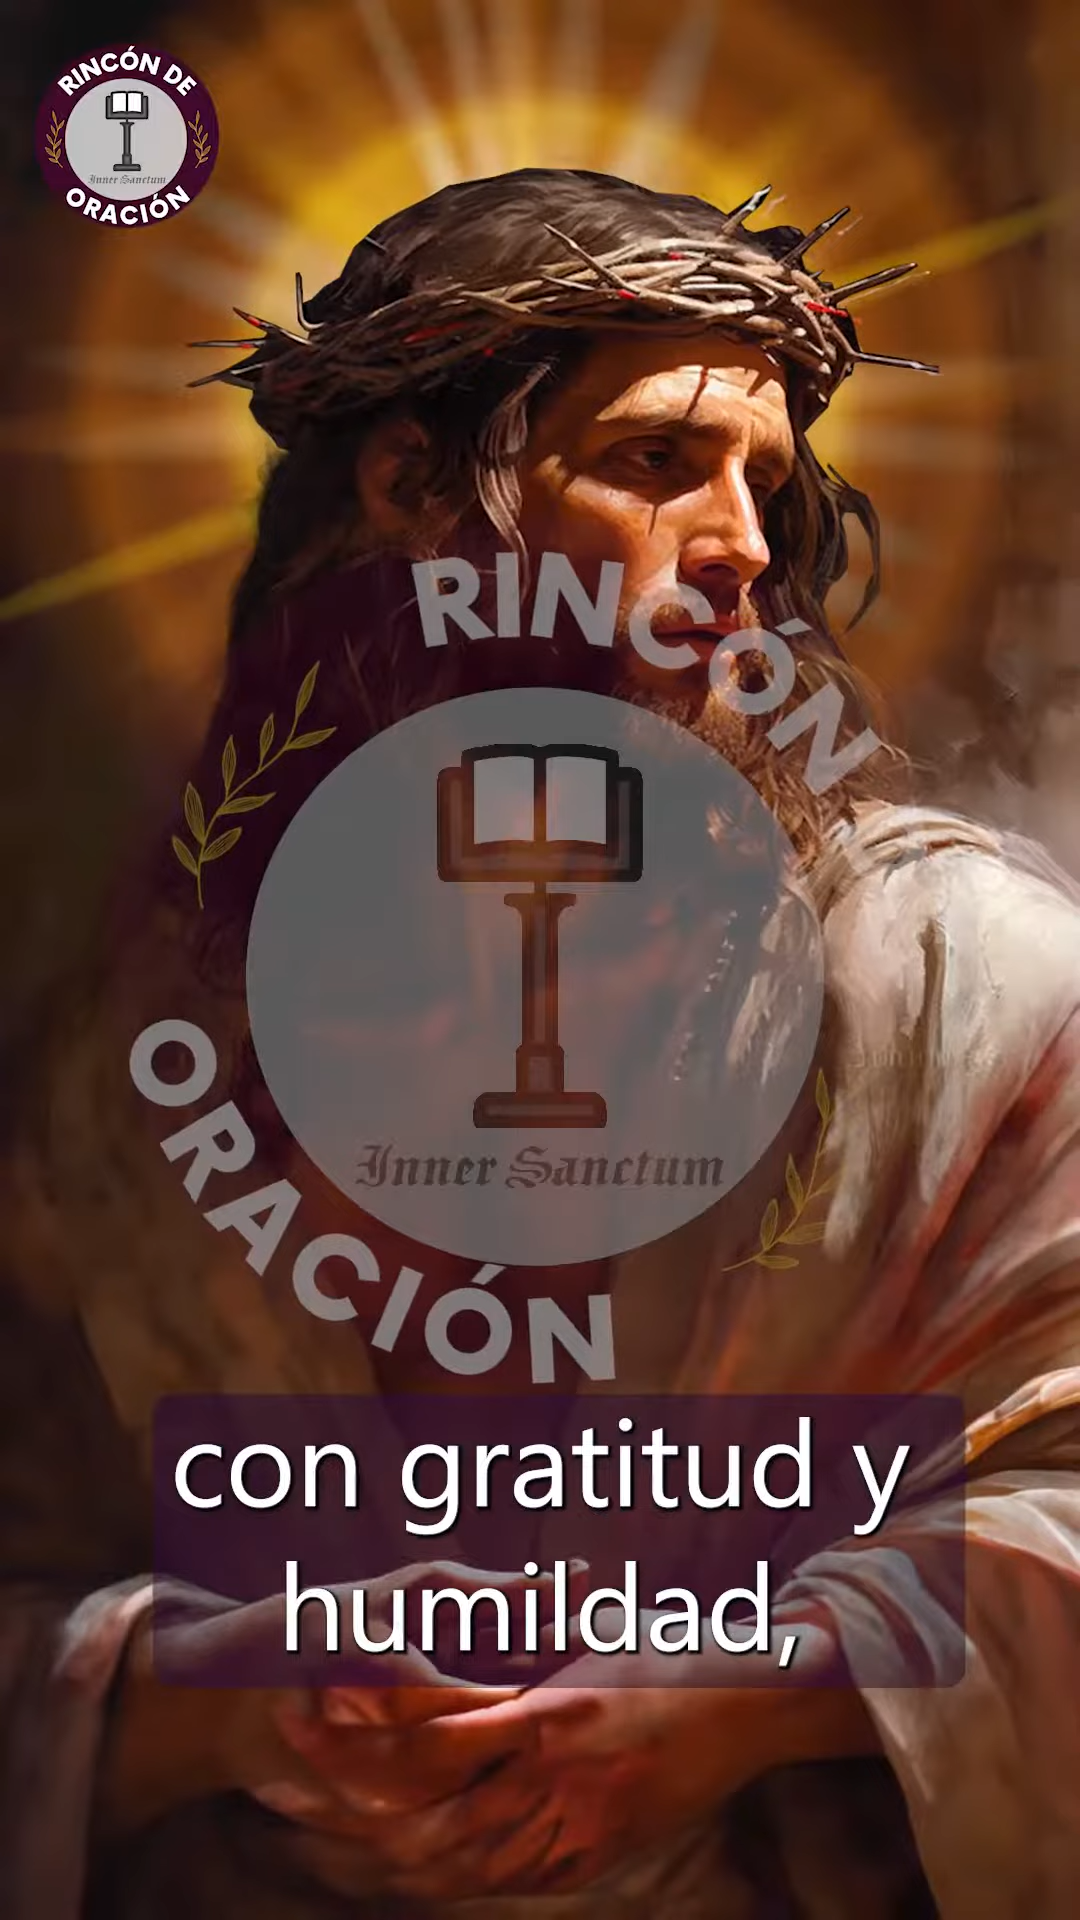 RINCÓN DE
Inner Sanctum
ORACIÓN
RINCÓN
Inner Sanctum
ORACIÓN
con gratitud y
humildad,